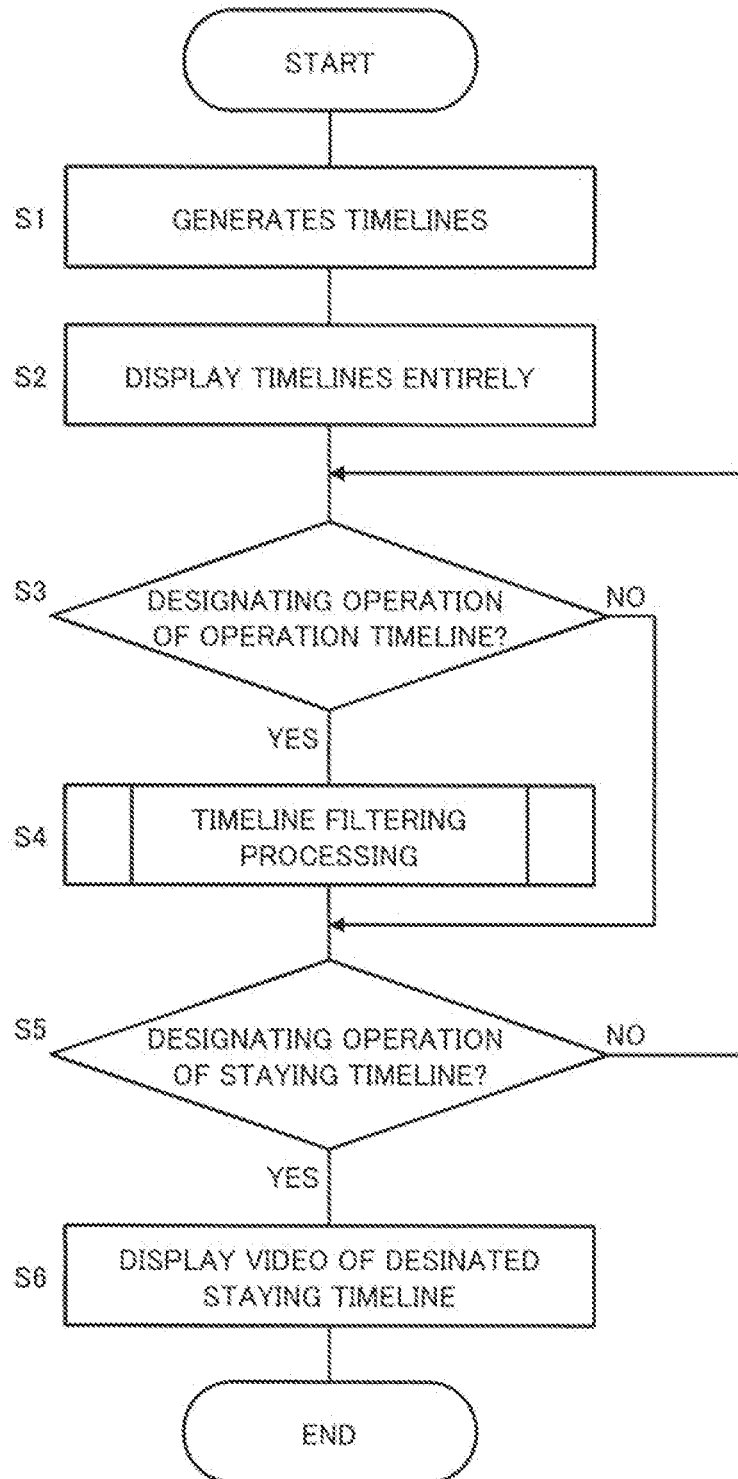 START
S1
GENERATES TIMELINES
S2
DISPLAY TIMELINES ENTIRELY
S3
DESIGNATING OPERATION
OF OPERATION TIMELINE?
NO
YES
S4
TIMELINE FILTERING
PROCESSING
S5
DESIGNATING OPERATION
OF STAYING TIMELINE?
NO
YES
S6
DISPLAY VIDEO OF DESINATED
STAYING TIMELINE
END